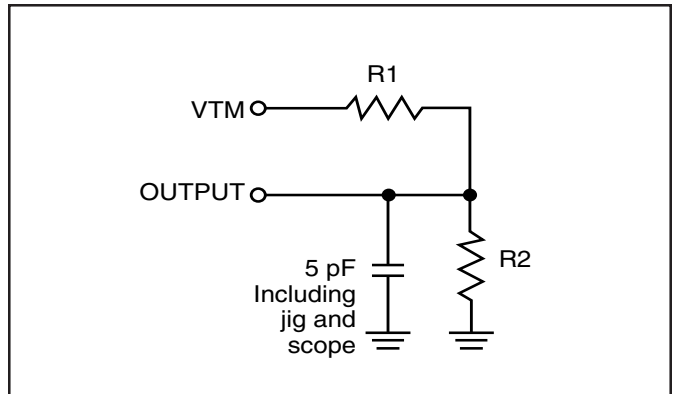 R1
VTM
OUTPUT
R2
5 pF
Including
jig and
scope